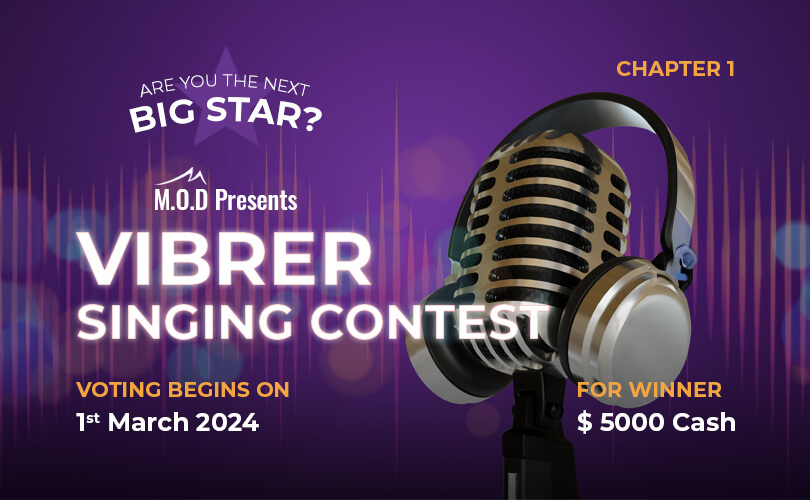 CHAPTER 1
ARE YOU THE NEXT
BIG STAR?
M.O.D Presents
VIBRER
SINGING CONTEST
VOTING BEGINS ON
1st March 2024
FOR WINNER
$ 5000 Cash